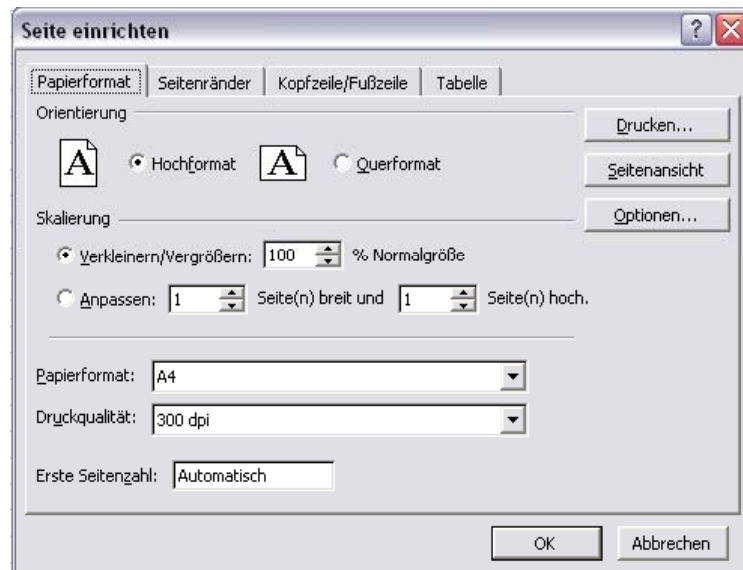 Seite einrichten
Papierformat Seitenränder Kopfzeile/Fußzeile Tabelle
Orientierung
Drucken...
A Hochformat A Querformat
Seitenansicht
Skalierung
Optionen...
Verkleinern/Vergrößern: 100 % Normalgröße
Anpassen: 1 Seite(n) breit und 1 Seite(n) hoch.
Papierformat: A4
Druckqualität: 300 dpi
Erste Seitenzahl: Automatisch
OK Abbrechen